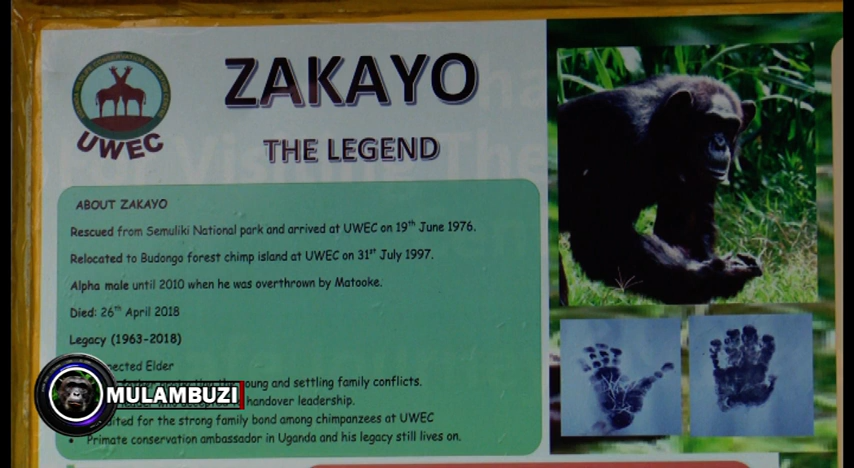 ZAKAYO
UWEC
THE LEGEND
ABOUT ZAKAYO
Rescued from Semuliki National park and arrived at UWEC on 19th June 1976.
Relocated to Budongo forest chimp island at UWEC on 31st July 1997.
Alpha male until 2010 when he was overthrown by Matooke.
Died: 26th April 2018
Legacy (1963-2018)
Elder
young and settling family conflicts.
handover leadership.
for the strong family bond among chimpanzees at UWEC
• Primate conservation ambassador in Uganda and his legacy still lives on.
MULAMBUZI